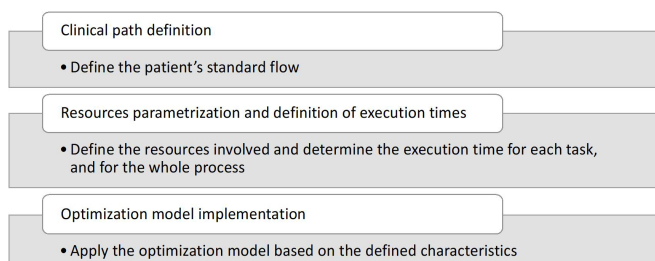 Clinical path definition
• Define the patient's standard flow
Resources parametrization and definition of execution times
• Define the resources involved and determine the execution time for each task,
and for the whole process
Optimization model implementation
• Apply the optimization model based on the defined characteristics